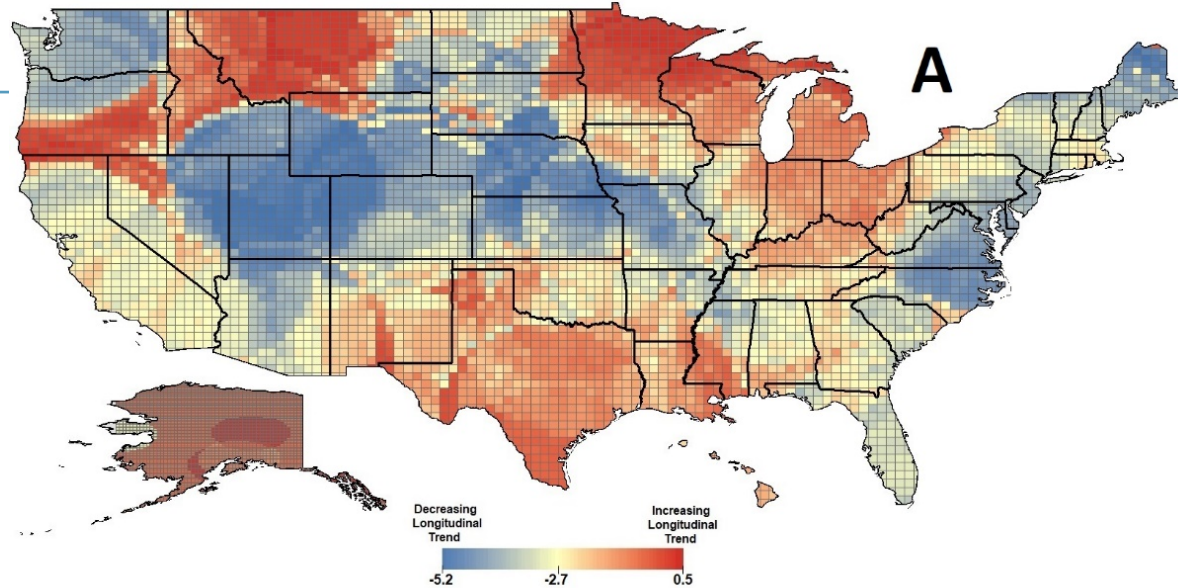 A
Decreasing
Longitudinal
Trend
Increasing
Longitudinal
Trend
-5.2
-2.7
0.5